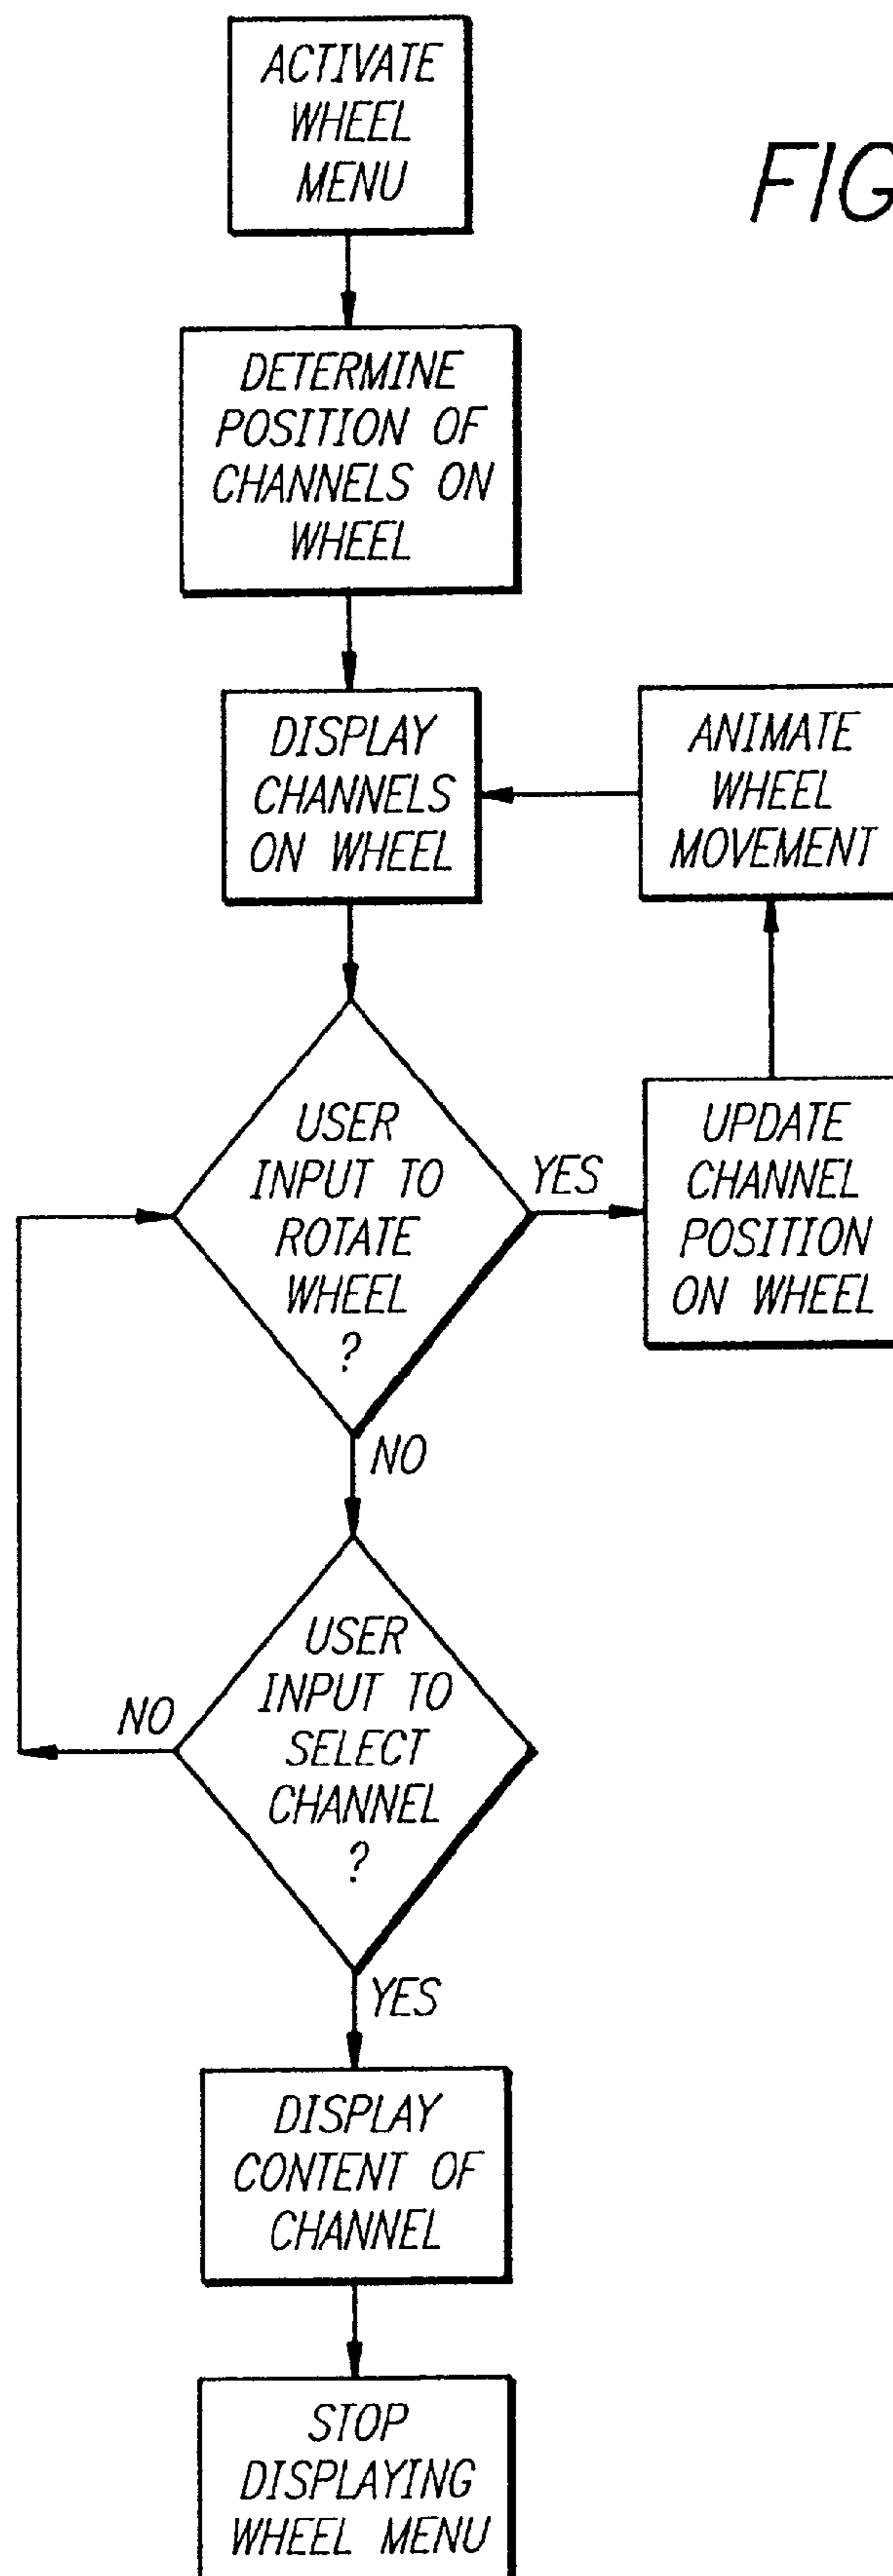 ACTIVATE
WHEEL
MENU
FIG
DETERMINE
POSITION OF
CHANNELS ON
WHEEL
DISPLAY
CHANNELS
ON WHEEL
ANIMATE
WHEEL
MOVEMENT
USER
INPUT TO
ROTATE
WHEEL
?
YES
UPDATE
CHANNEL
POSITION
ON WHEEL
NO
USER
INPUT TO
SELECT
CHANNEL
?
NO
YES
DISPLAY
CONTENT OF
CHANNEL
STOP
DISPLAYING
WHEEL MENU